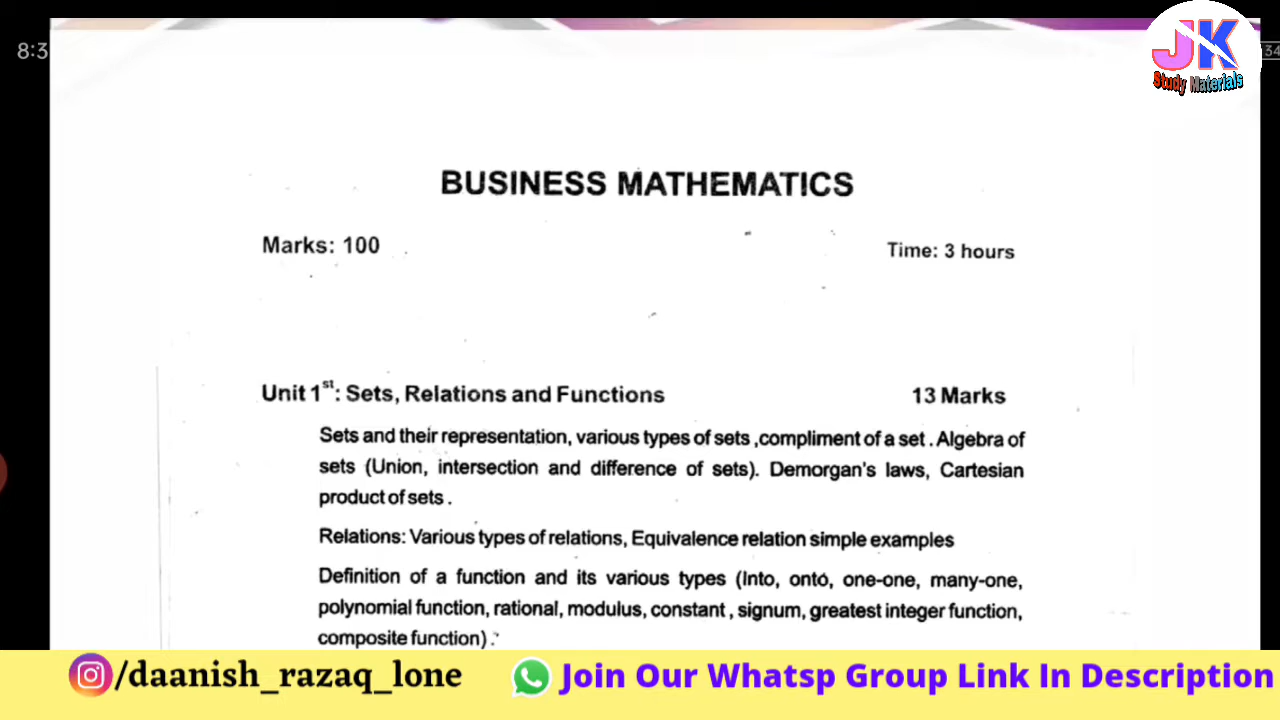 8:3
JK
34
Study Materials
BUSINESS MATHEMATICS
Marks: 100
Time: 3 hours
Unit 1st: Sets, Relations and Functions 13 Marks
Sets and their representation, various types of sets ,compliment of a set . Algebra of
sets (Union, intersection and difference of sets). Demorgan's laws, Cartesian
product of sets .
Relations: Various types of relations, Equivalence relation simple examples
Definition of a function and its various types (Into, onto, one-one, many-one,
polynomial function, rational, modulus, constant , signum, greatest integer function,
composite function) .
/daanish_razaq_lone
Join Our Whatsp Group Link In Description